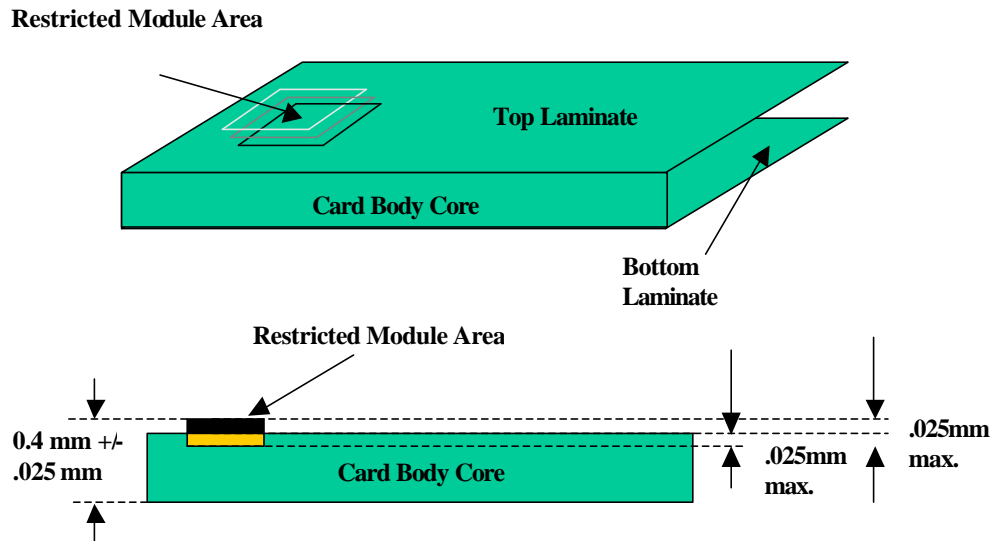 Restricted Module Area
Top Laminate
Card Body Core
Bottom
Laminate
Restricted Module Area
0.4 mm +/-
.025 mm
Card Body Core
.025mm
max.
.025mm
max.